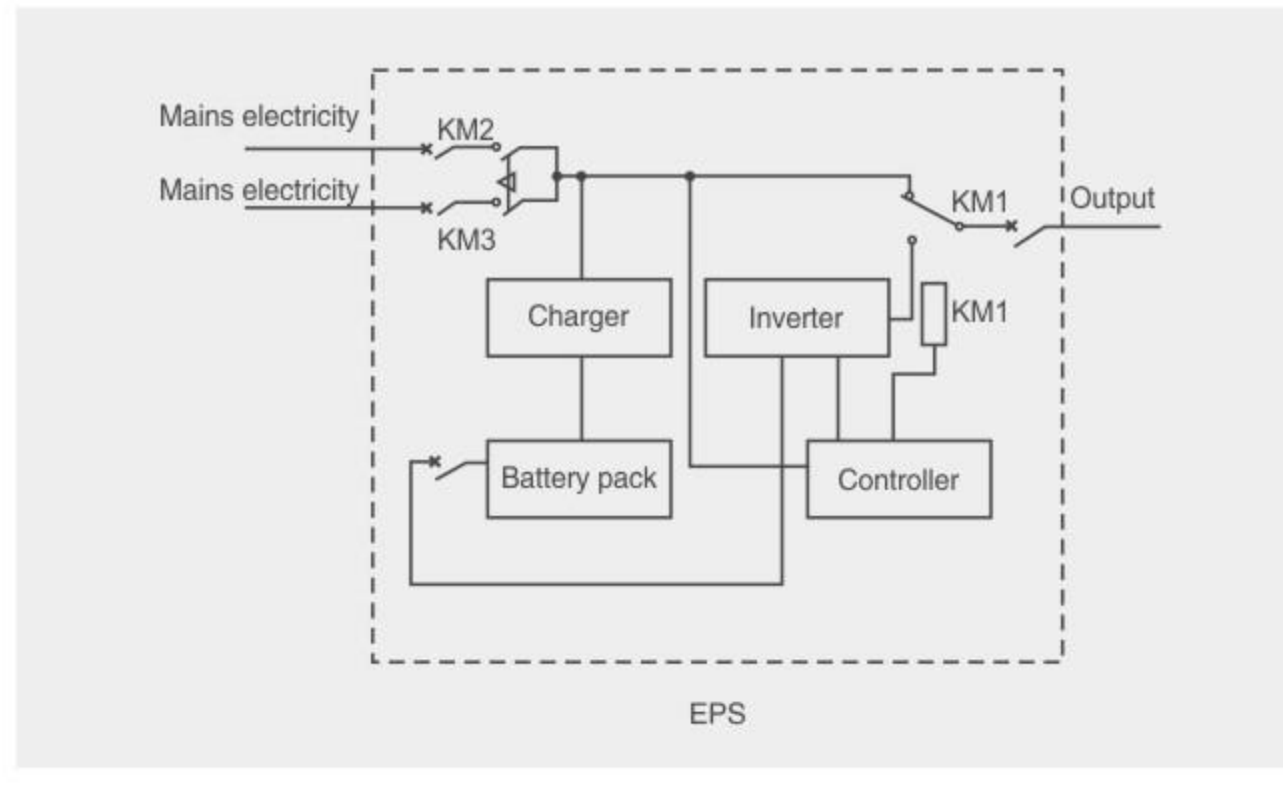 Mains electricity
KM2
Mains electricity
KM3
KM1
Output
Charger
Inverter
KM1
Battery pack
Controller
EPS